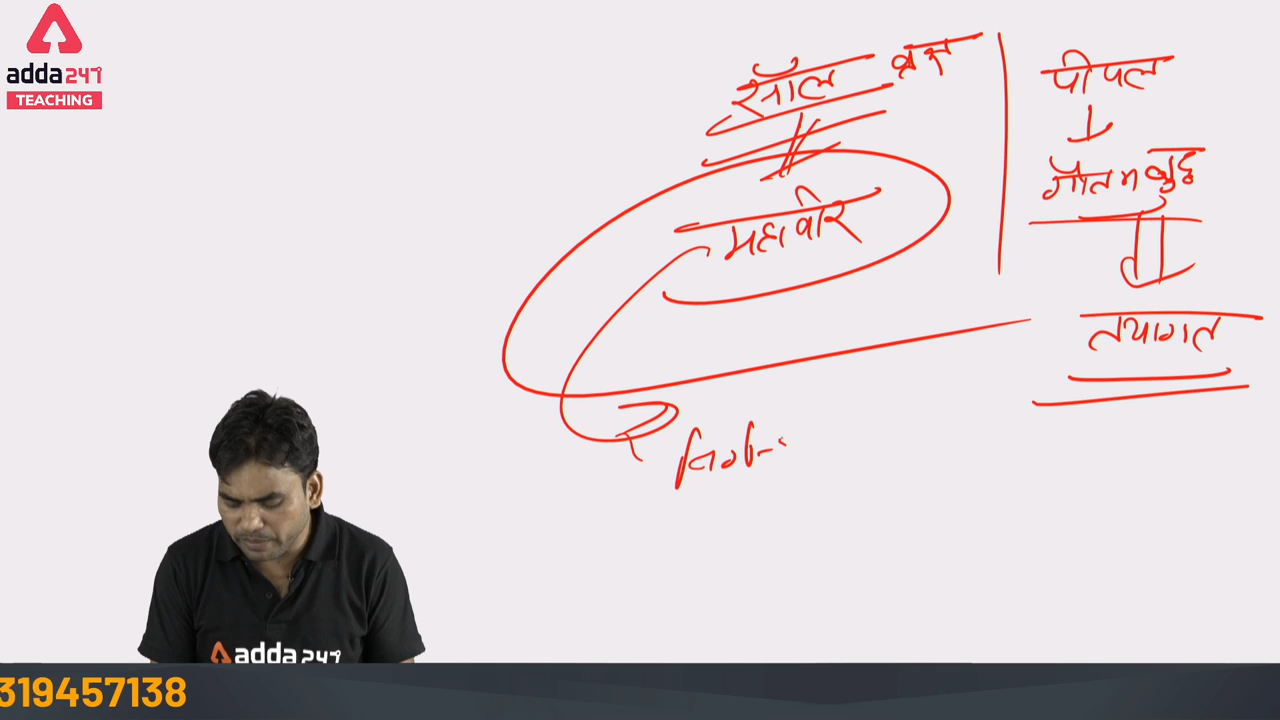 adda247
TEACHING
सॉल वृक्ष
महावीर
पीपल
गौतम बुद्ध
तथागत
adda247
319457138